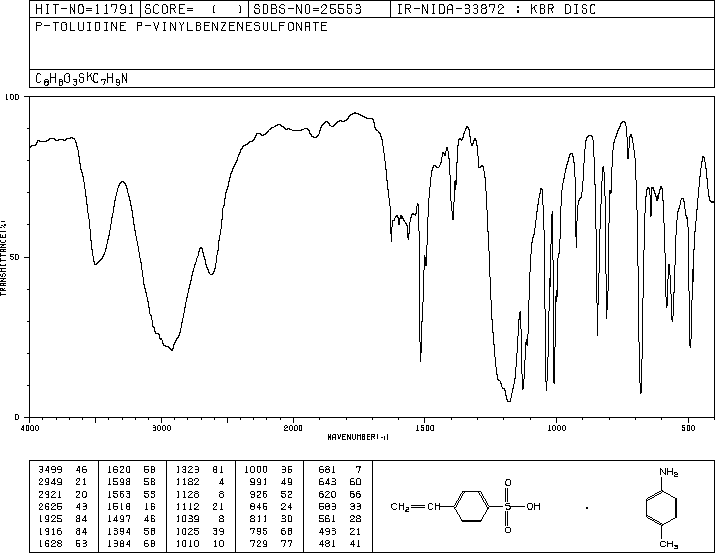 HIT-NO=11791 SCORE= ( ) SDBS-NO=25553 IR-NIDA-33872 : KBR DISC
P-TOLUIDINE P-VINYLBENZENESULFONATE
C8H8O3S·C7H9N
100
50
0
TRANSMITTANCE(%)
4000 3000 2000 1500 1000 500
WAVENUMBER(-1)
3499 46 1620 58 1323 81 1000 36 681 7
2949 21 1598 58 1182 4 991 49 643 60
2921 20 1563 53 1128 8 926 52 620 66
2625 43 1518 16 1112 21 846 24 583 33
1925 84 1497 46 1039 8 811 30 561 28
1916 84 1394 58 1025 39 795 68 493 21
1628 53 1384 68 1010 10 729 77 481 41
CH2=CH
O
S
OH
O
NH2
CH3